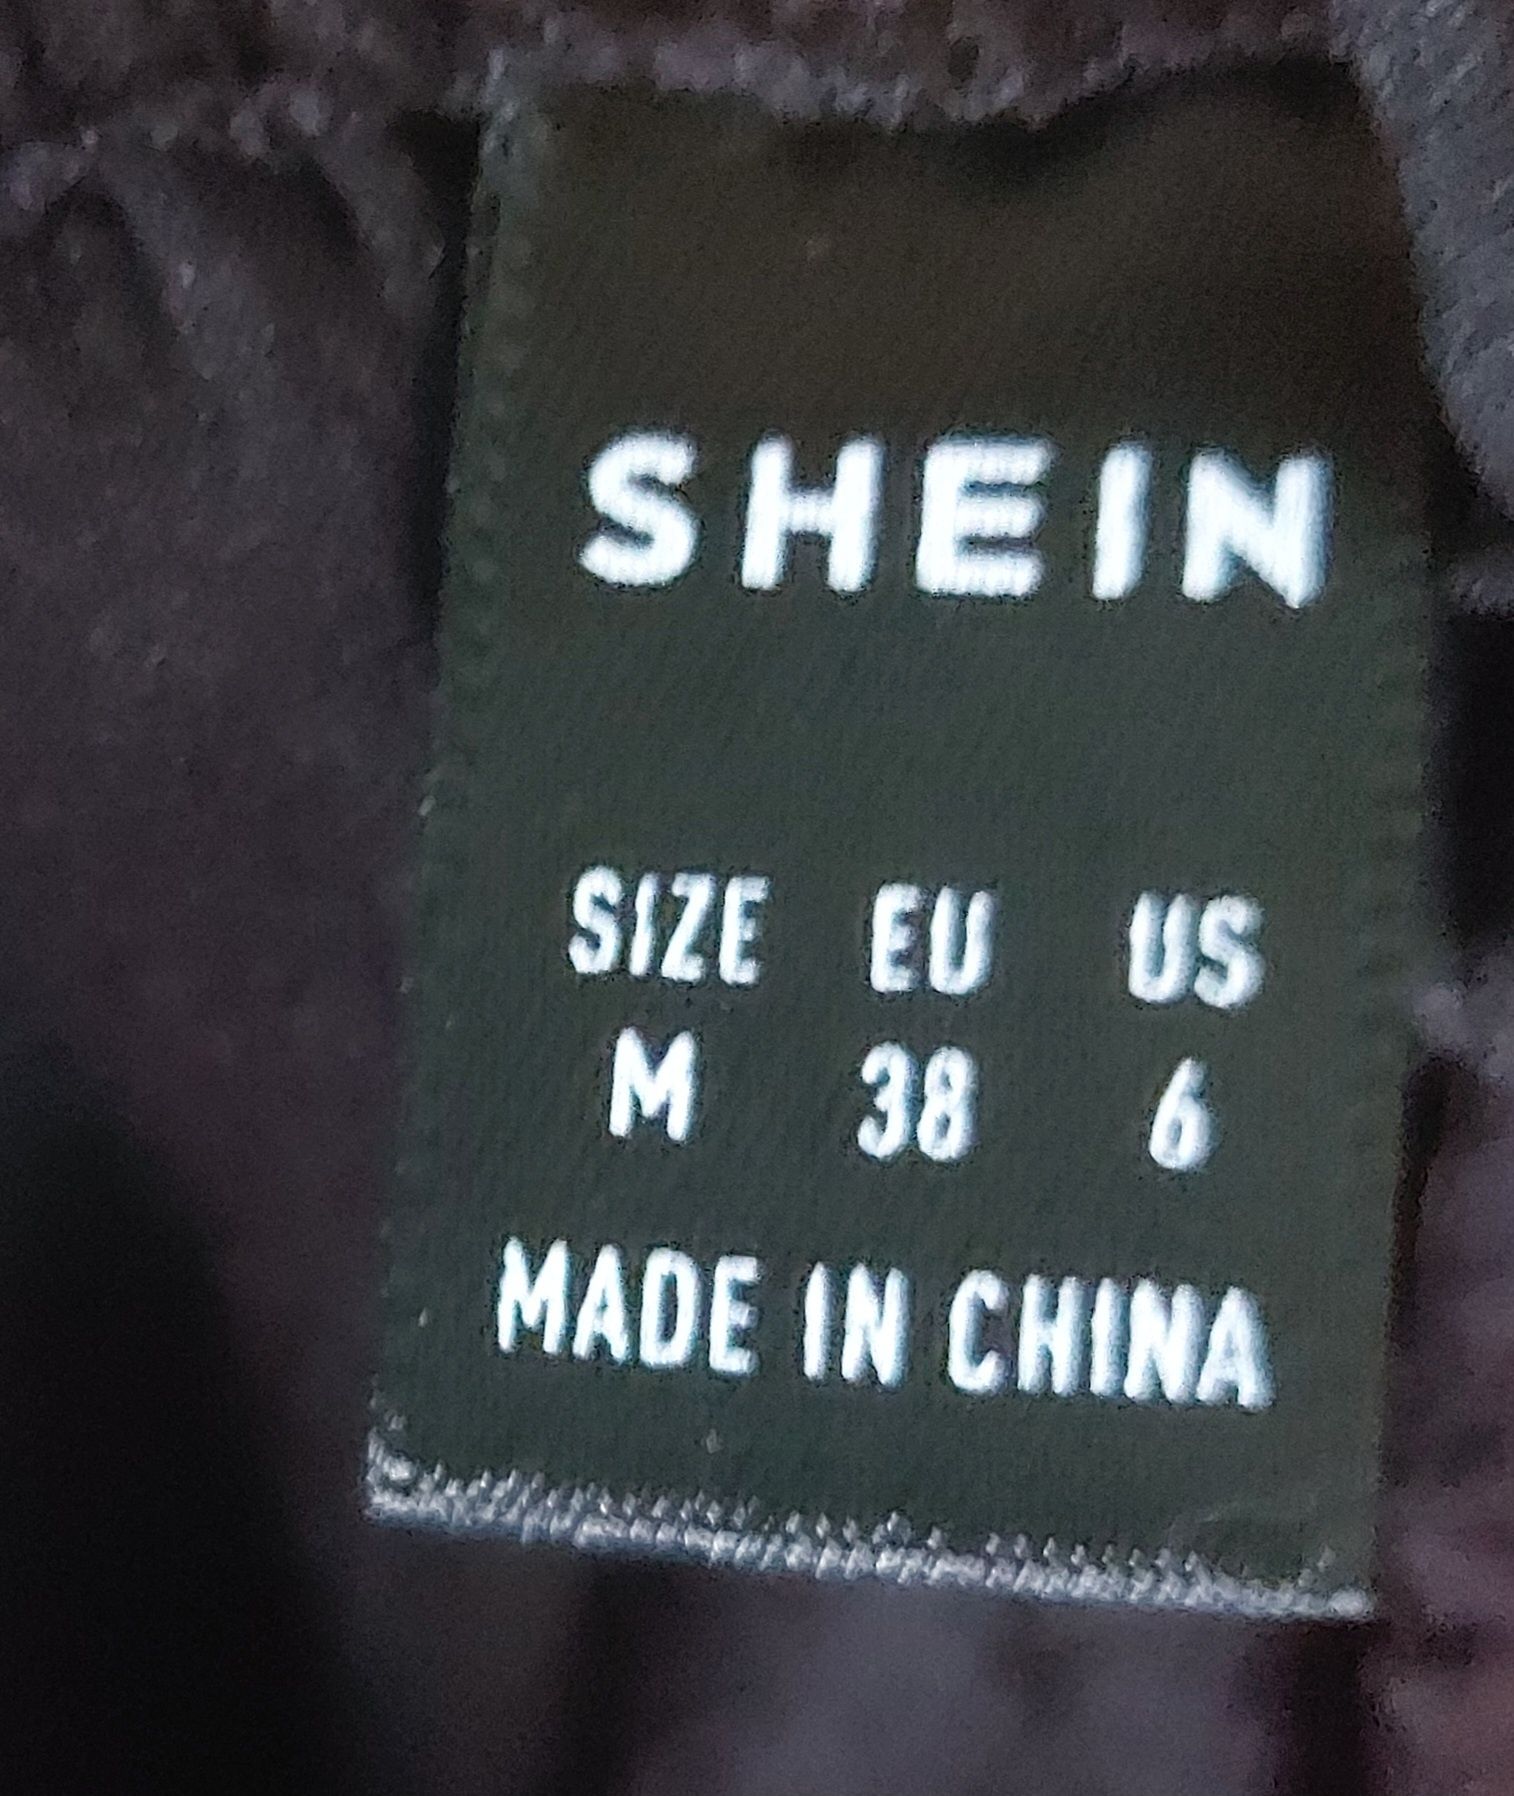 SHEIN
SIZE EU US
M 38 6
MADE IN CHINA